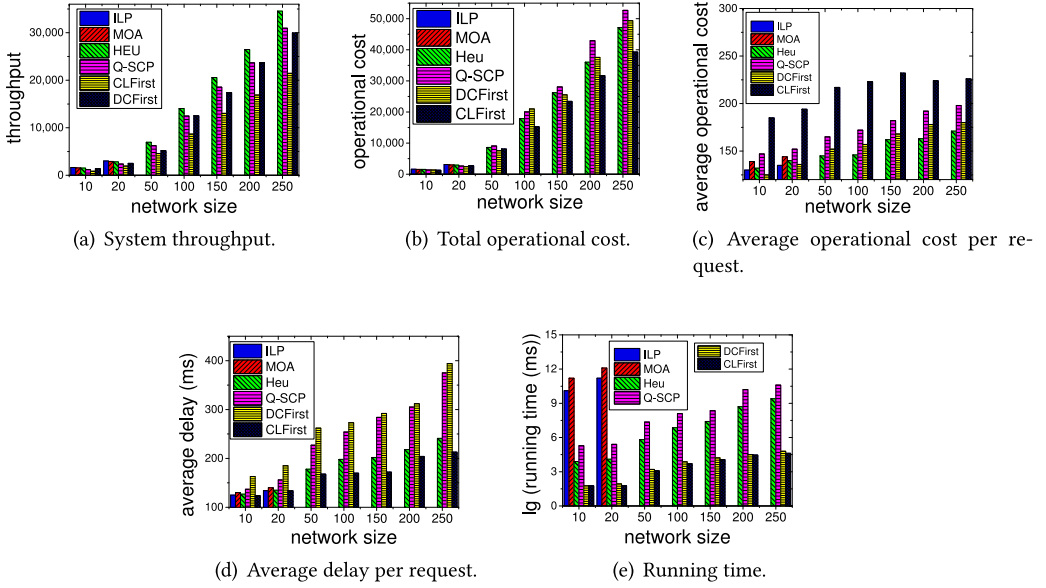 throughput
30,000
20,000
10,000
0
ILP
MOA
HEU
Q-SCP
CLFirst
DCFirst
10 20 50 100 150 200 250
network size
(a) System throughput.
operational cost
50,000
40,000
30,000
20,000
10,000
0
ILP
MOA
Heu
Q-SCP
DCFirst
CLFirst
10 20 50 100 150 200 250
network size
(b) Total operational cost.
average operational cost
300
250
200
150
ILP
MOA
Heu
Q-SCP
DCFirst
CLFirst
10 20 50 100 150 200 250
network size
(c) Average operational cost per re-
quest.
average delay (ms)
400
300
200
100
ILP
MOA
Heu
Q-SCP
DCFirst
CLFirst
10 20 50 100 150 200 250
network size
(d) Average delay per request.
lg (running time (ms))
15
12
9
6
3
0
ILP
MOA
Heu
Q-SCP
DCFirst
CLFirst
10 20 50 100 150 200 250
network size
(e) Running time.